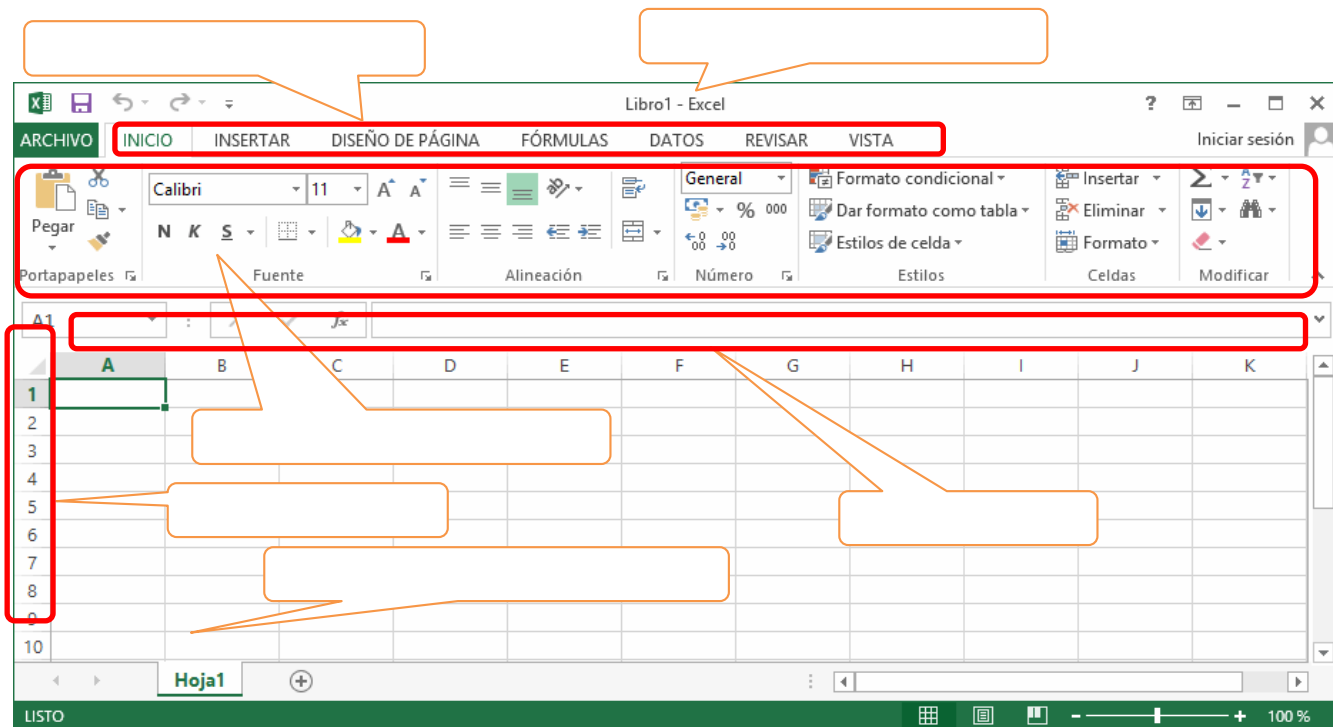 Libro1 - Excel ?
ARCHIVO INICIO INSERTAR DISEÑO DE PÁGINA FÓRMULAS DATOS REVISAR VISTA Iniciar sesión
Calibri 11 A A General Formato condicional Insertar Σ A Z
Pegar % 000 Dar formato como tabla Eliminar
N K S A Estilos de celda Formato
Portapapeles Fuente Alineación Número Estilos Celdas Modificar
A1 fx
A B C D E F G H I J K
1
2
3
4
5
6
7
8
9
10
Hoja1
LISTO 100 %